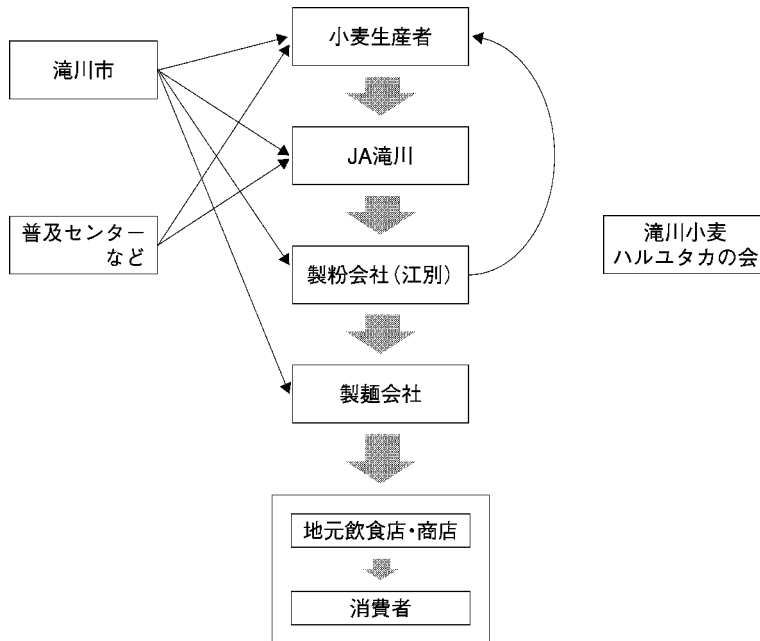 小麦生産者
滝川市
JA滝川
普及センター
など
滝川小麦
ハルユタカの会
製粉会社(江別)
製麺会社
地元飲食店・商店
消費者